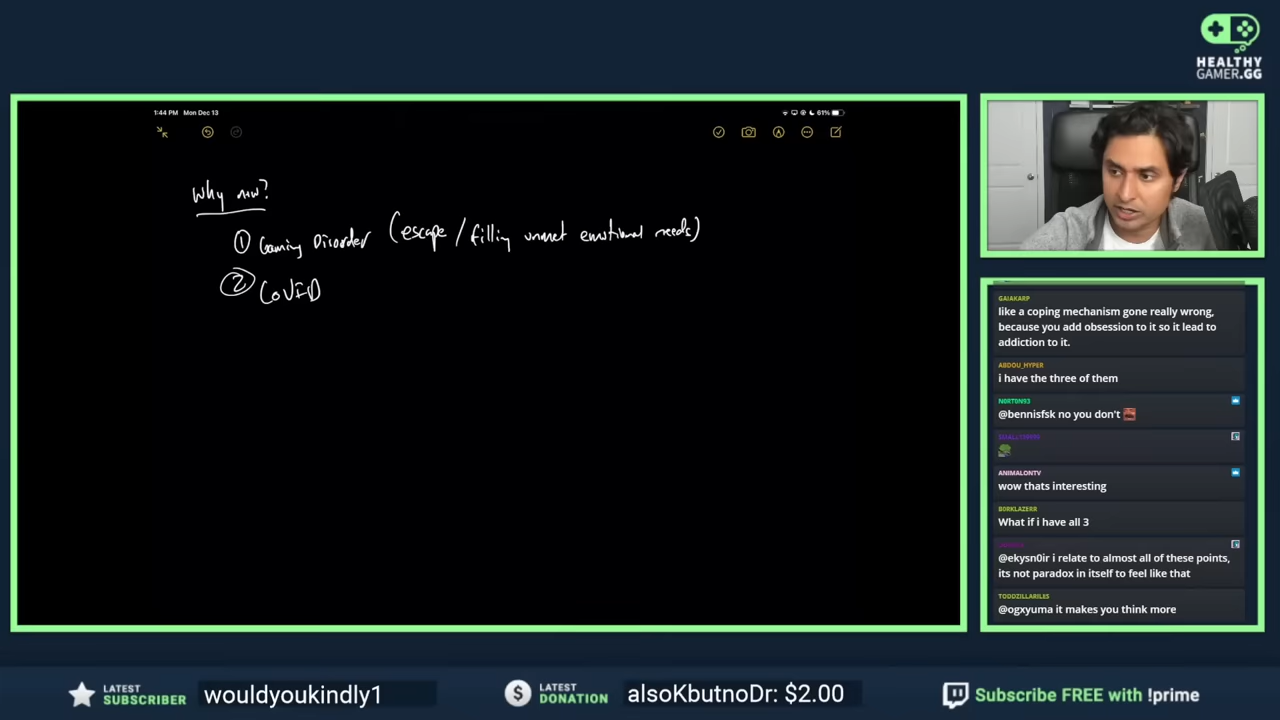 HEALTHY
GAMER.GG
1:44 PM Mon Dec 13
61%
Why now?
① Gaming Disorder (escape / filling unmet emotional needs)
② COVID
GAIAKARP
like a coping mechanism gone really wrong,
because you add obsession to it so it lead to
addiction to it.
ABDOU_HYPER
i have the three of them
N0RT0N93
@bennisfsk no you don't
ANIMALONTV
wow thats interesting
B0RKLAZERR
What if i have all 3
@ekysn0ir i relate to almost all of these points,
its not paradox in itself to feel like that
TODDZILLARILES
@ogxyuma it makes you think more
LATEST
SUBSCRIBER
wouldyoukindly1
$
LATEST
DONATION
alsoKbutnoDr: $2.00
Subscribe FREE with !prime